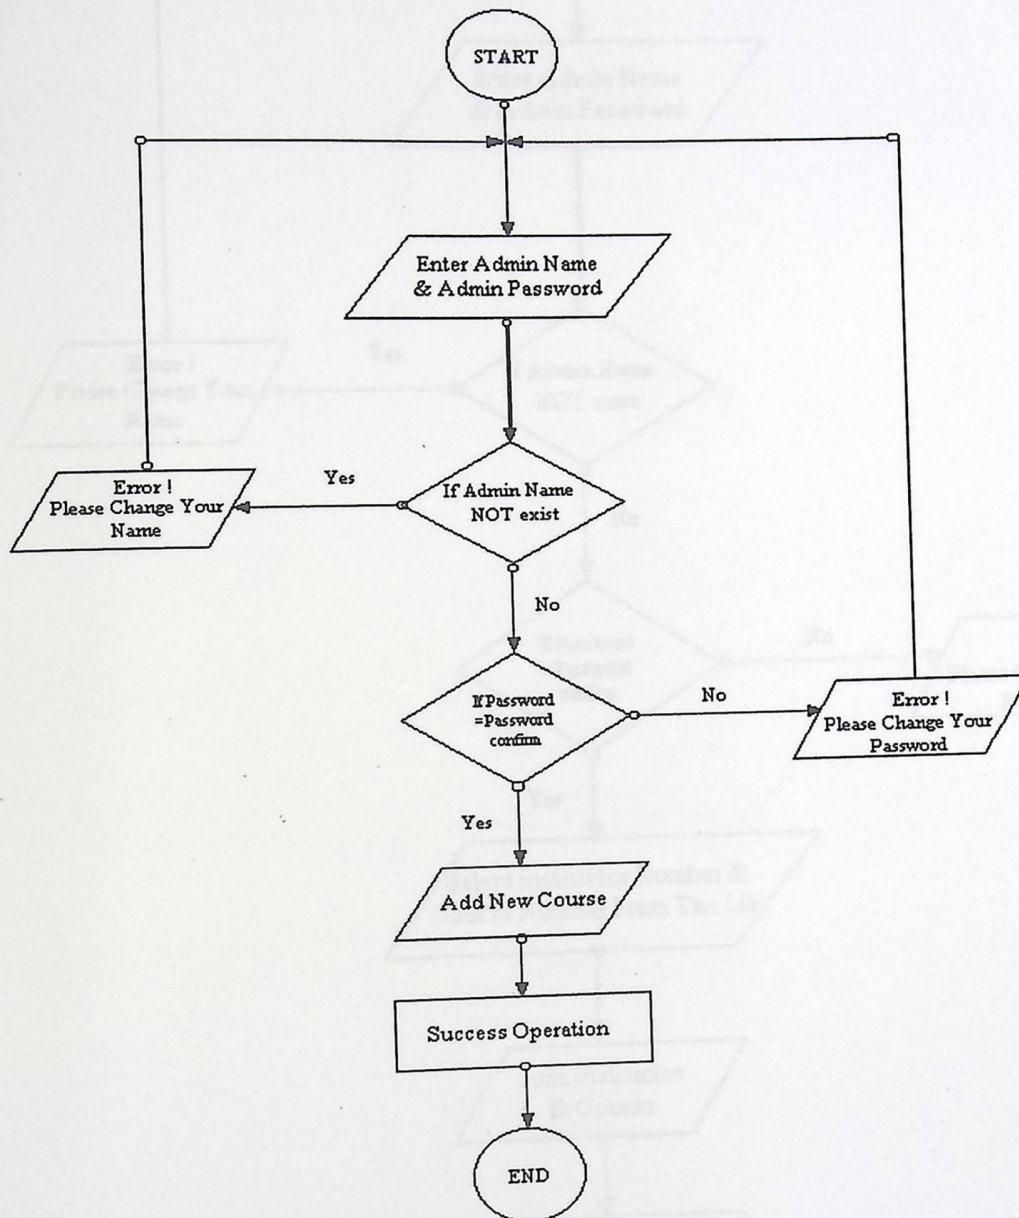 START
Enter Admin Name
& Admin Password
If Admin Name
NOT exist
Yes
Error !
Please Change Your
Name
No
If Password
=Password
confirm
No
Error !
Please Change Your
Password
Yes
Add New Course
Success Operation
END